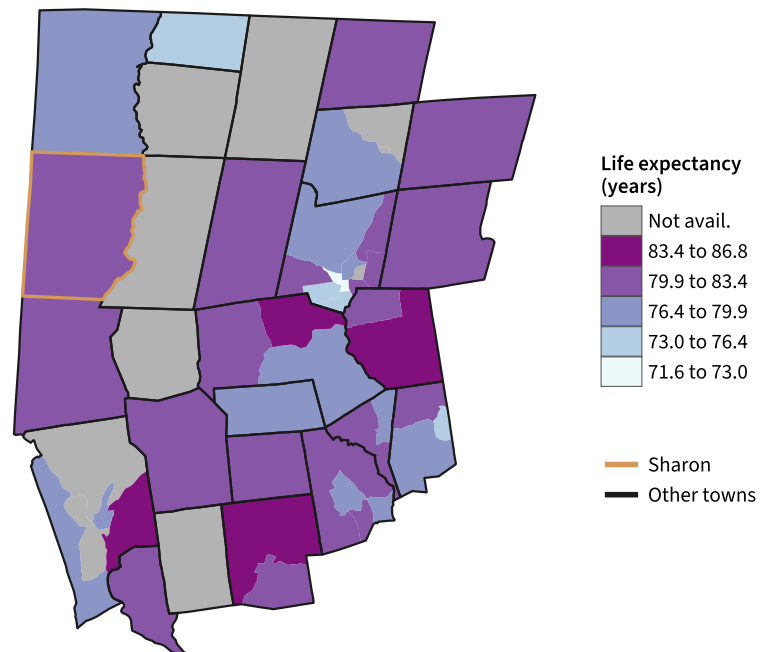 Life expectancy
(years)
Not avail.
83.4 to 86.8
79.9 to 83.4
76.4 to 79.9
73.0 to 76.4
71.6 to 73.0
Sharon
Other towns